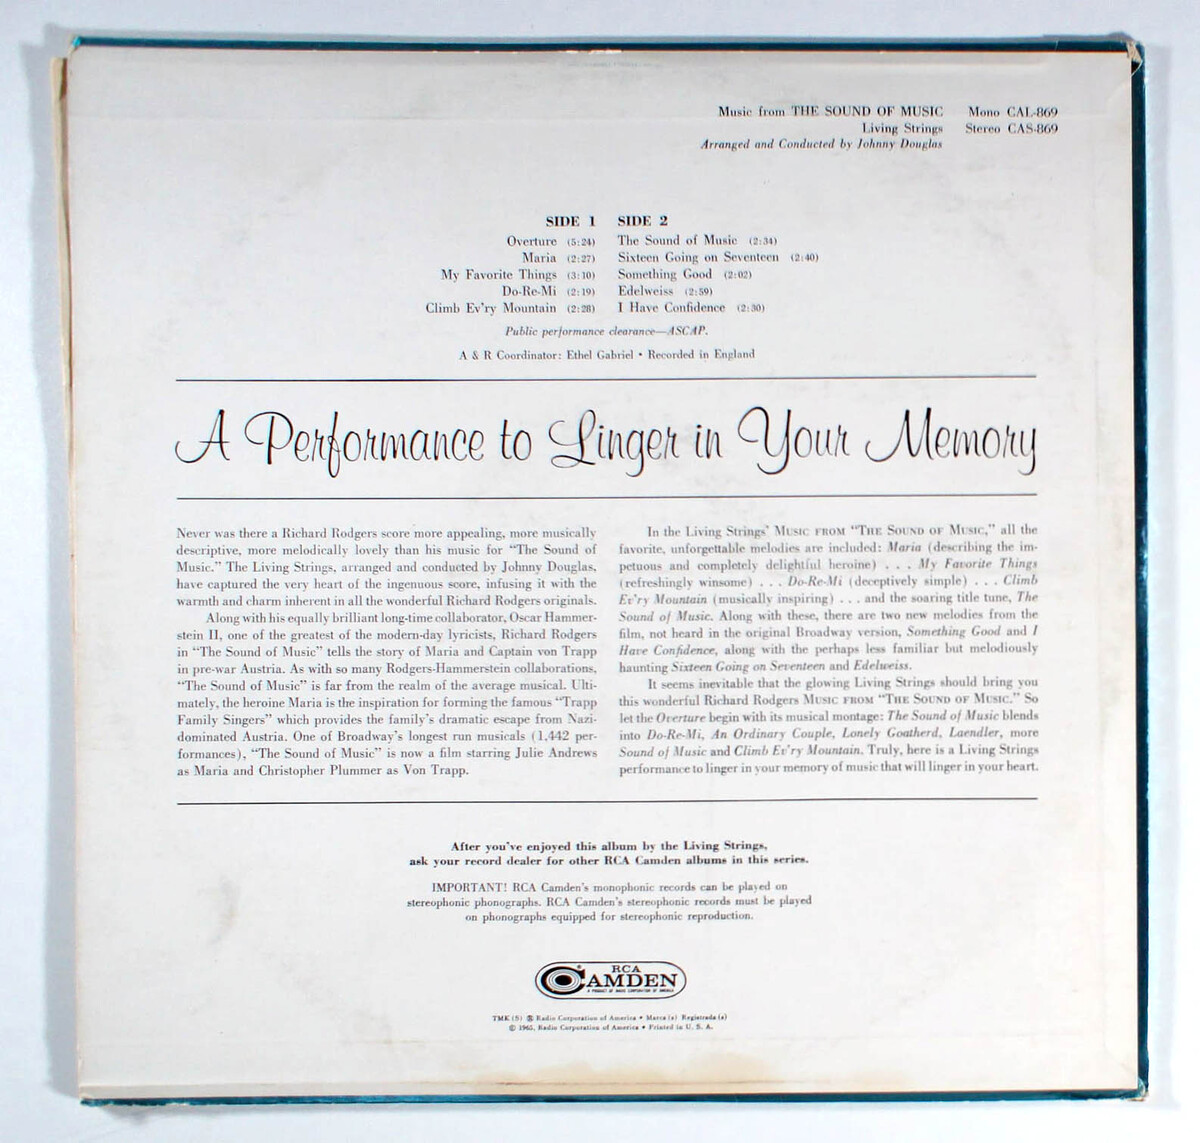 Music from THE SOUND OF MUSIC Mono CAL-869
Living Strings Stereo CAS-869
Arranged and Conducted by Johnny Douglas
SIDE 1
Overture (5:24)
Maria (2:27)
My Favorite Things (3:10)
Do-Re-Mi (2:19)
Climb Ev'ry Mountain (2:28)
SIDE 2
The Sound of Music (2:34)
Sixteen Going on Seventeen (2:40)
Something Good (2:02)
Edelweiss (2:59)
I Have Confidence (2:30)
Public performance clearance—ASCAP.
A & R Coordinator: Ethel Gabriel • Recorded in England
A Performance to Linger in Your Memory
Never was there a Richard Rodgers score more appealing, more musically
descriptive, more melodically lovely than his music for "The Sound of
Music." The Living Strings, arranged and conducted by Johnny Douglas,
have captured the very heart of the ingenuous score, infusing it with the
warmth and charm inherent in all the wonderful Richard Rodgers originals.
Along with his equally brilliant long-time collaborator, Oscar Hammer-
stein II, one of the greatest of the modern-day lyricists, Richard Rodgers
in "The Sound of Music" tells the story of Maria and Captain von Trapp
in pre-war Austria. As with so many Rodgers-Hammerstein collaborations,
"The Sound of Music" is far from the realm of the average musical. Ulti-
mately, the heroine Maria is the inspiration for forming the famous "Trapp
Family Singers" which provides the family's dramatic escape from Nazi-
dominated Austria. One of Broadway's longest run musicals (1,442 per-
formances), "The Sound of Music" is now a film starring Julie Andrews
as Maria and Christopher Plummer as Von Trapp.
In the Living Strings' MUSIC FROM "THE SOUND OF MUSIC," all the
favorite, unforgettable melodies are included: Maria (describing the im-
petuous and completely delightful heroine) . . . My Favorite Things
(refreshingly winsome) . . . Do-Re-Mi (deceptively simple) . . . Climb
Ev'ry Mountain (musically inspiring) . . . and the soaring title tune, The
Sound of Music. Along with these, there are two new melodies from the
film, not heard in the original Broadway version, Something Good and I
Have Confidence, along with the perhaps less familiar but melodiously
haunting Sixteen Going on Seventeen and Edelweiss.
It seems inevitable that the glowing Living Strings should bring you
this wonderful Richard Rodgers MUSIC FROM "THE SOUND OF MUSIC." So
let the Overture begin with its musical montage: The Sound of Music blends
into Do-Re-Mi, An Ordinary Couple, Lonely Goatherd, Laendler, more
Sound of Music and Climb Ev'ry Mountain. Truly, here is a Living Strings
performance to linger in your memory of music that will linger in your heart.
After you've enjoyed this album by the Living Strings,
ask your record dealer for other RCA Camden albums in this series.
IMPORTANT! RCA Camden's monophonic records can be played on
stereophonic phonographs. RCA Camden's stereophonic records must be played
on phonographs equipped for stereophonic reproduction.
RCA
CAMDEN
A PRODUCT OF RADIO CORPORATION OF AMERICA
TMK (S) ® Radio Corporation of America • Marca (s) Registrada (s)
© 1965, Radio Corporation of America • Printed in U. S. A.